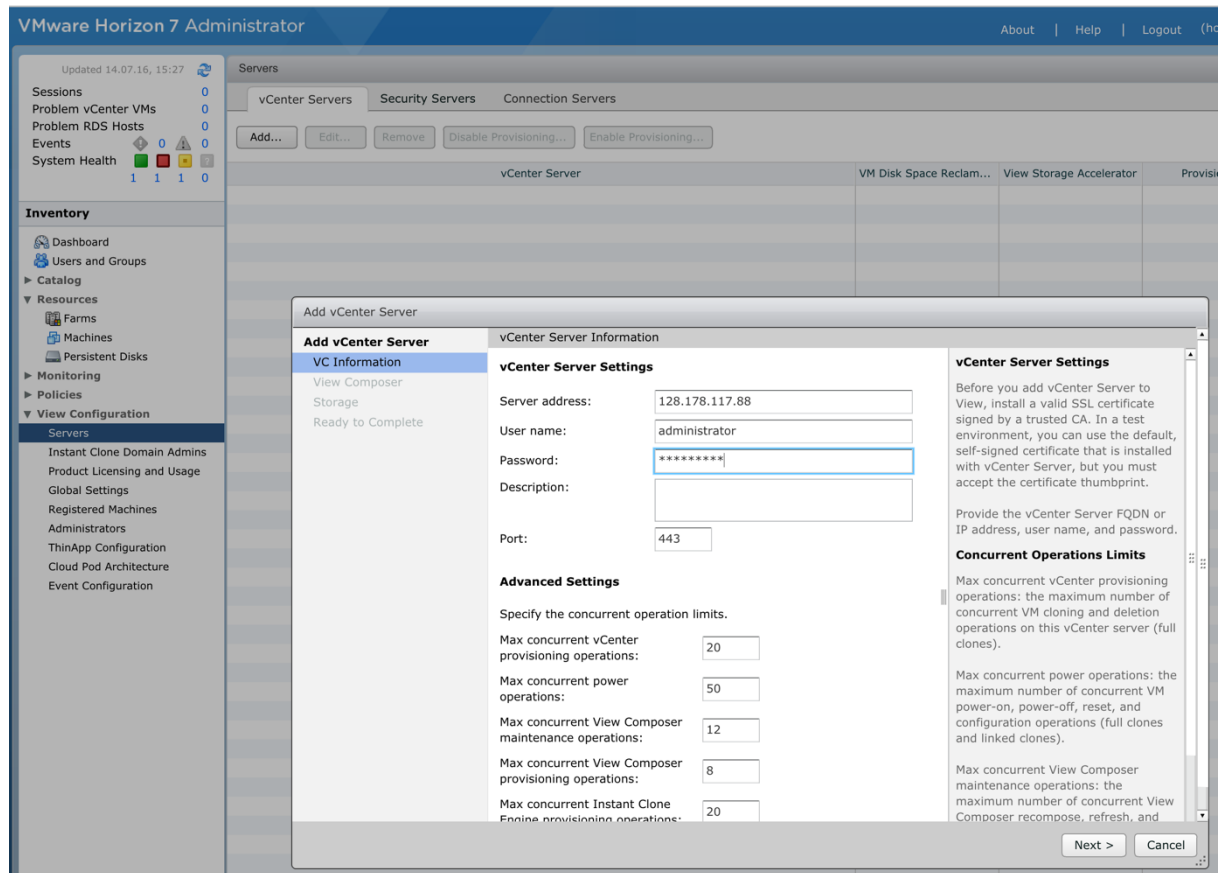 VMware Horizon 7 Administrator
About | Help | Logout (ho
Updated 14.07.16, 15:27
Sessions 0
Problem vCenter VMs 0
Problem RDS Hosts 0
Events 0 0
System Health
1 1 1 0
Inventory
Dashboard
Users and Groups
Catalog
Resources
Farms
Machines
Persistent Disks
Monitoring
Policies
View Configuration
Servers
Instant Clone Domain Admins
Product Licensing and Usage
Global Settings
Registered Machines
Administrators
ThinApp Configuration
Cloud Pod Architecture
Event Configuration
Servers
vCenter Servers Security Servers Connection Servers
Add... Edit... Remove Disable Provisioning... Enable Provisioning...
vCenter Server VM Disk Space Reclam... View Storage Accelerator Provisi
Add vCenter Server
Add vCenter Server
VC Information
View Composer
Storage
Ready to Complete
vCenter Server Information
vCenter Server Settings
Server address: 128.178.117.88
User name: administrator
Password: *********
Description:
Port: 443
Advanced Settings
Specify the concurrent operation limits.
Max concurrent vCenter
provisioning operations: 20
Max concurrent power
operations: 50
Max concurrent View Composer
maintenance operations: 12
Max concurrent View Composer
provisioning operations: 8
Max concurrent Instant Clone
Engine provisioning operations: 20
vCenter Server Settings
Before you add vCenter Server to
View, install a valid SSL certificate
signed by a trusted CA. In a test
environment, you can use the default,
self-signed certificate that is installed
with vCenter Server, but you must
accept the certificate thumbprint.
Provide the vCenter Server FQDN or
IP address, user name, and password.
Concurrent Operations Limits
Max concurrent vCenter provisioning
operations: the maximum number of
concurrent VM cloning and deletion
operations on this vCenter server (full
clones).
Max concurrent power operations: the
maximum number of concurrent VM
power-on, power-off, reset, and
configuration operations (full clones
and linked clones).
Max concurrent View Composer
maintenance operations: the
maximum number of concurrent View
Composer recompose, refresh, and
Next > Cancel